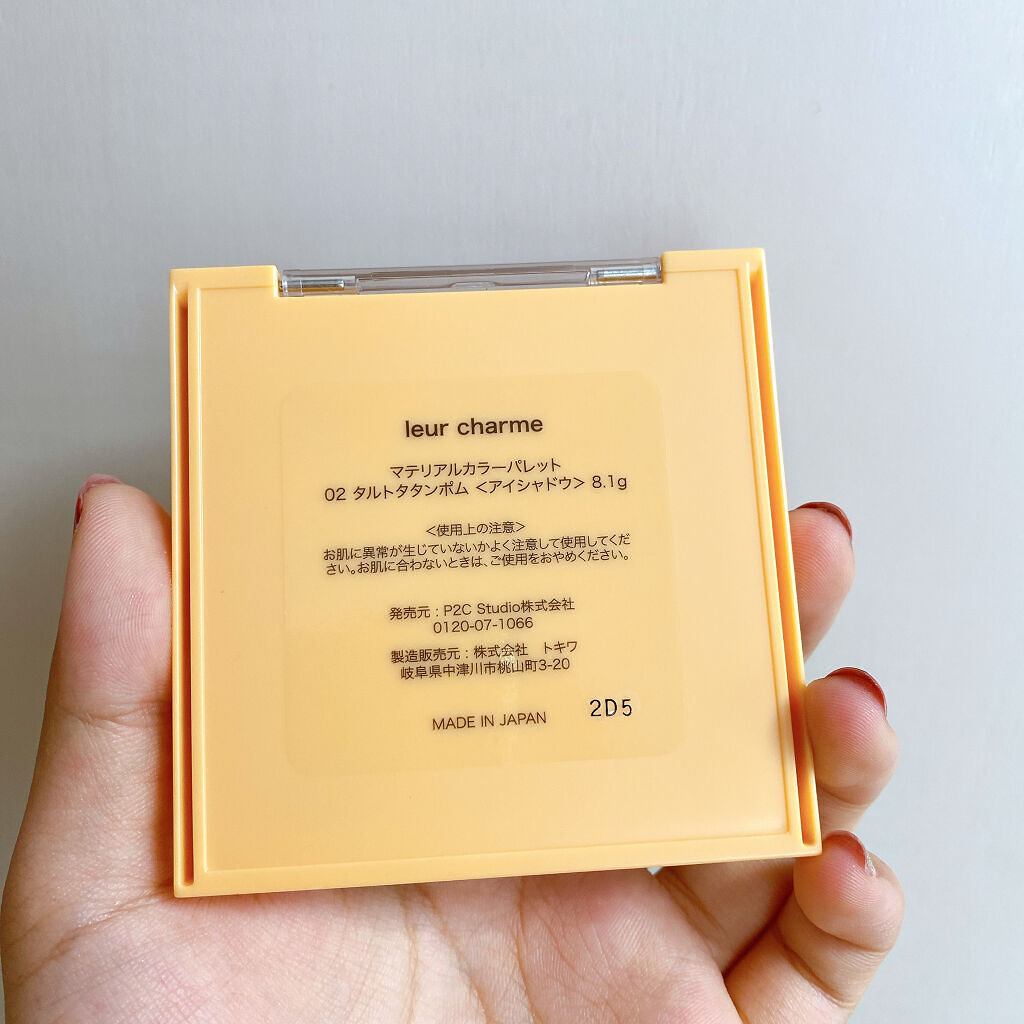 leur charme
マテリアルカラーパレット
02 タルトタタンポム <アイシャドウ> 8.1g
<使用上の注意>
お肌に異常が生じていないかよく注意して使用してくだ
さい。お肌に合わないときは、ご使用をおやめください。
発売元 : P2C Studio株式会社
0120-07-1066
製造販売元 : 株式会社　トキワ
岐阜県中津川市桃山町3-20
MADE IN JAPAN 2D5